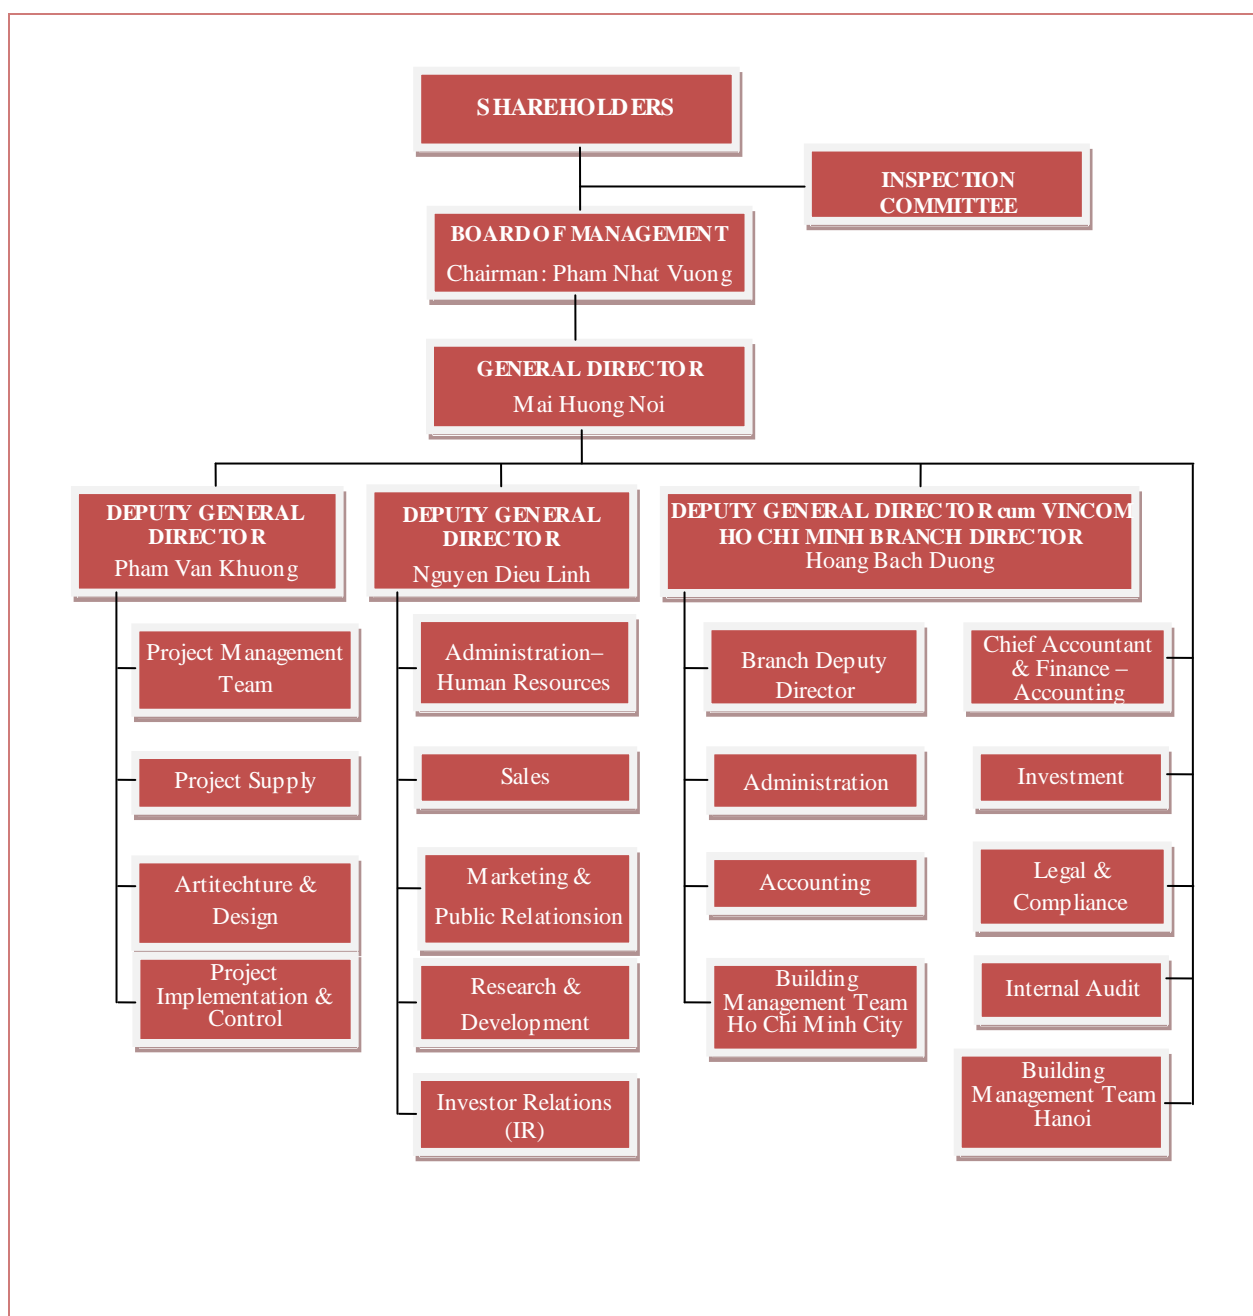 SHAREHOLDERS
INSPECTION
COMMITTEE
BOARD OF MANAGEMENT
Chairman: Pham Nhat Vuong
GENERAL DIRECTOR
Mai Huong Noi
DEPUTY GENERAL
DIRECTOR
Pham Van Khuong
DEPUTY GENERAL
DIRECTOR
Nguyen Dieu Linh
DEPUTY GENERAL DIRECTOR cum VINCOM
HO CHI MINH BRANCH DIRECTOR
Hoang Bach Duong
Project Management
Team
Project Supply
Artitechture &
Design
Project
Implementation &
Control
Administration–
Human Resources
Sales
Marketing &
Public Relationsion
Research &
Development
Investor Relations
(IR)
Branch Deputy
Director
Administration
Accounting
Building
Management Team
Ho Chi Minh City
Chief Accountant
& Finance –
Accounting
Investment
Legal &
Compliance
Internal Audit
Building
Management Team
Hanoi